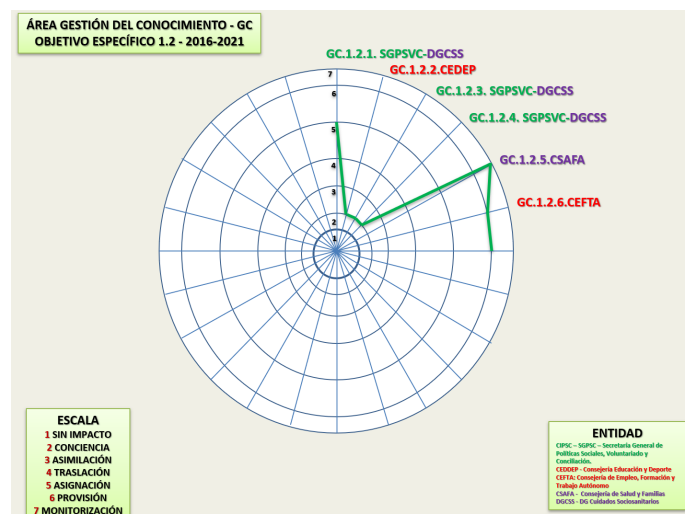 ÁREA GESTIÓN DEL CONOCIMIENTO - GC
OBJETIVO ESPECÍFICO 1.2 - 2016-2021
GC.1.2.1. SGPSVC-DGCSS
GC.1.2.2.CEDEP
GC.1.2.3. SGPSVC-DGCSS
GC.1.2.4. SGPSVC-DGCSS
GC.1.2.5.CSAFA
GC.1.2.6.CEFTA
7
6
5
4
3
2
1
ESCALA
1 SIN IMPACTO
2 CONCIENCIA
3 ASIMILACIÓN
4 TRASLACIÓN
5 ASIGNACIÓN
6 PROVISIÓN
7 MONITORIZACIÓN
ENTIDAD
CIPSC – SGPSC – Secretaría General de
Políticas Sociales, Voluntariado y
Conciliación.
CEDDEP - Consejería Educación y Deporte
CEFTA: Consejería de Empleo, Formación y
Trabajo Autónomo
CSAFA - Consejería de Salud y Familias
DGCSS - DG Cuidados Sociosanitarios